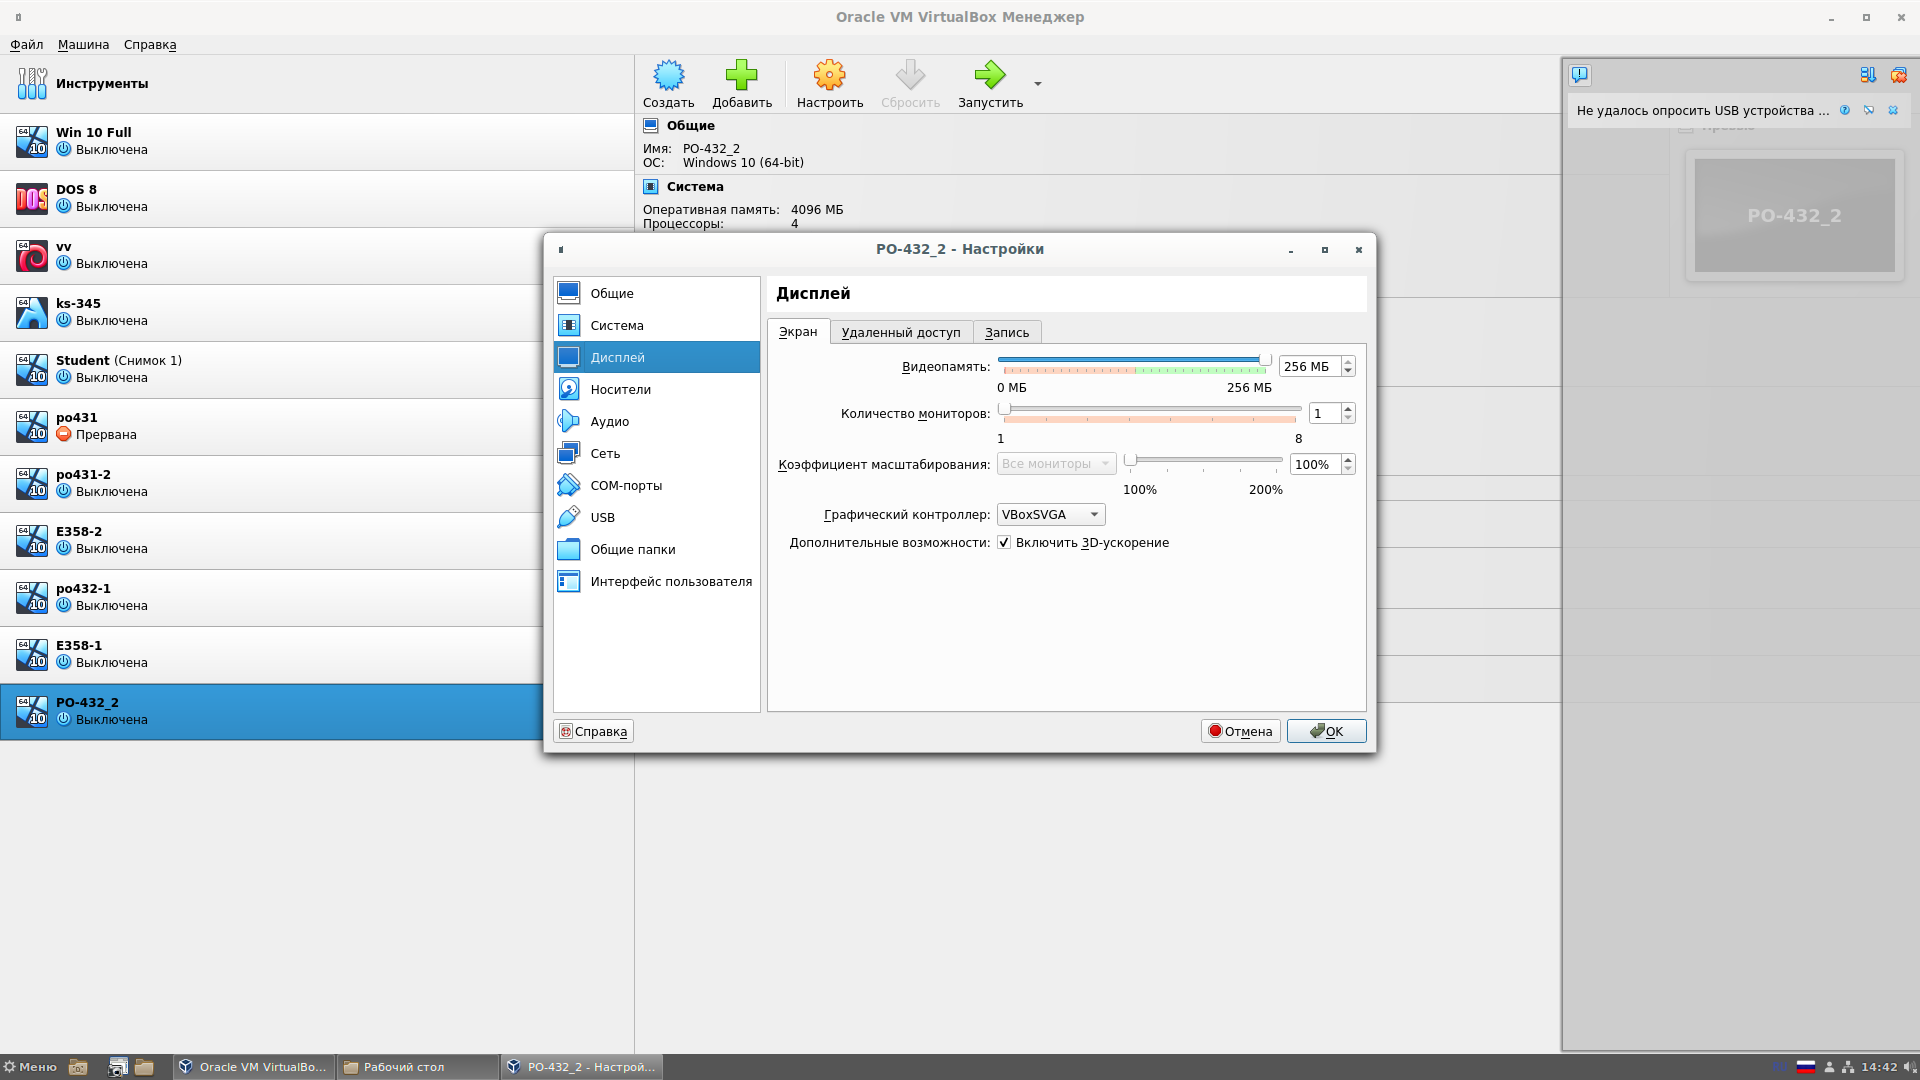 Oracle VM VirtualBox Менеджер
Файл Машина Справка
Инструменты
Создать Добавить Настроить Сбросить Запустить
Не удалось опросить USB устройства ...
Win 10 Full
Выключена
DOS 8
Выключена
vv
Выключена
ks-345
Выключена
Student (Снимок 1)
Выключена
po431
Прервана
po431-2
Выключена
E358-2
Выключена
po432-1
Выключена
E358-1
Выключена
PO-432_2
Выключена
Общие
Имя: PO-432_2
ОС: Windows 10 (64-bit)
Система
Оперативная память: 4096 МБ
Процессоры: 4
Превью
PO-432_2
PO-432_2 - Настройки
Общие
Система
Дисплей
Носители
Аудио
Сеть
COM-порты
USB
Общие папки
Интерфейс пользователя
Дисплей
Экран Удаленный доступ Запись
Видеопамять: 256 МБ
0 МБ 256 МБ
Количество мониторов: 1
1 8
Коэффициент масштабирования: Все мониторы 100%
100% 200%
Графический контроллер: VBoxSVGA
Дополнительные возможности: Включить 3D-ускорение
Справка Отмена OK
Меню Oracle VM VirtualBo... Рабочий стол PO-432_2 - Настрой... 14:42